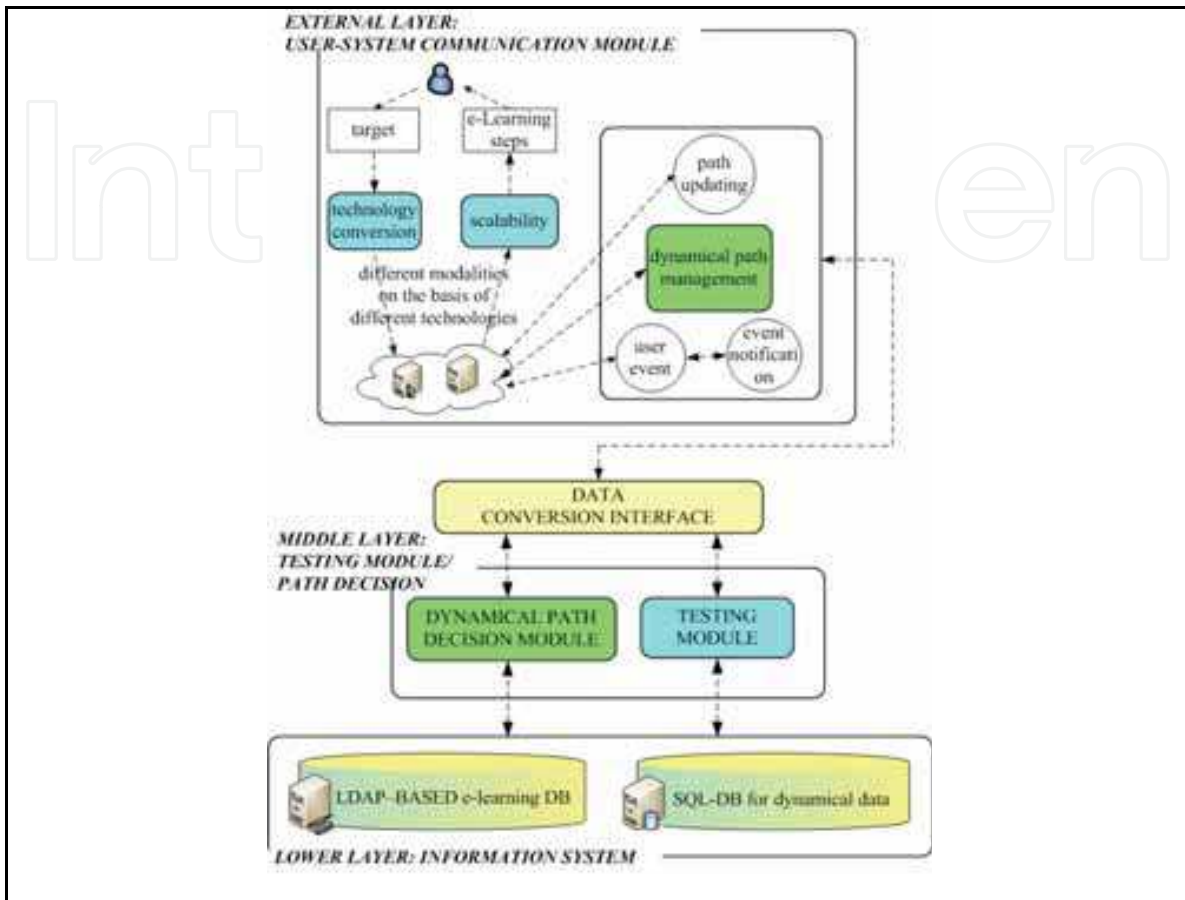 EXTERNAL LAYER:
USER-SYSTEM COMMUNICATION MODULE
target
e-Learning
steps
technology
conversion
scalability
different modalities
on the basis of
different technologies
path
updating
dynamical path
management
user
event
event
notificati
on
DATA
CONVERSION INTERFACE
MIDDLE LAYER:
TESTING MODULE/
PATH DECISION
DYNAMICAL PATH
DECISION MODULE
TESTING
MODULE
LDAP-BASED e-learning DB
SQL-DB for dynamical data
LOWER LAYER: INFORMATION SYSTEM
Int
en